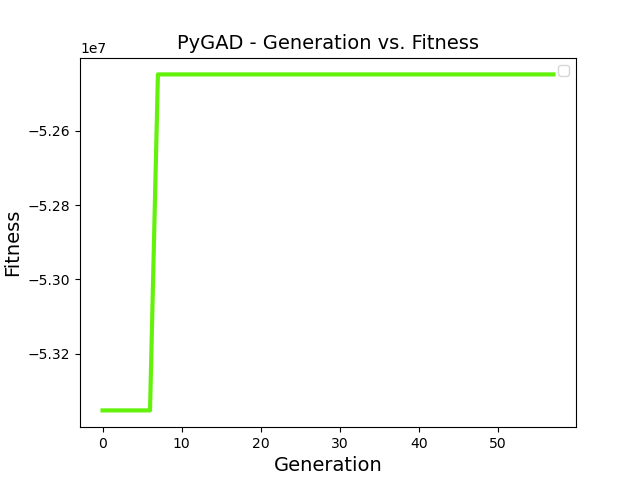 PyGAD - Generation vs. Fitness
1e7
−5.26
−5.28
−5.30
−5.32
Fitness
0 10 20 30 40 50
Generation